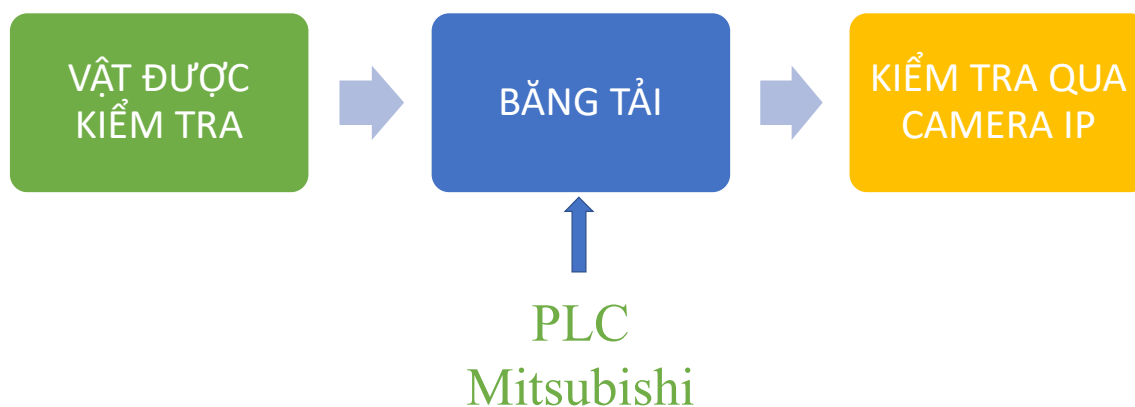 VẬT ĐƯỢC
KIỂM TRA
BĂNG TẢI
KIỂM TRA QUA
CAMERA IP
PLC
Mitsubishi